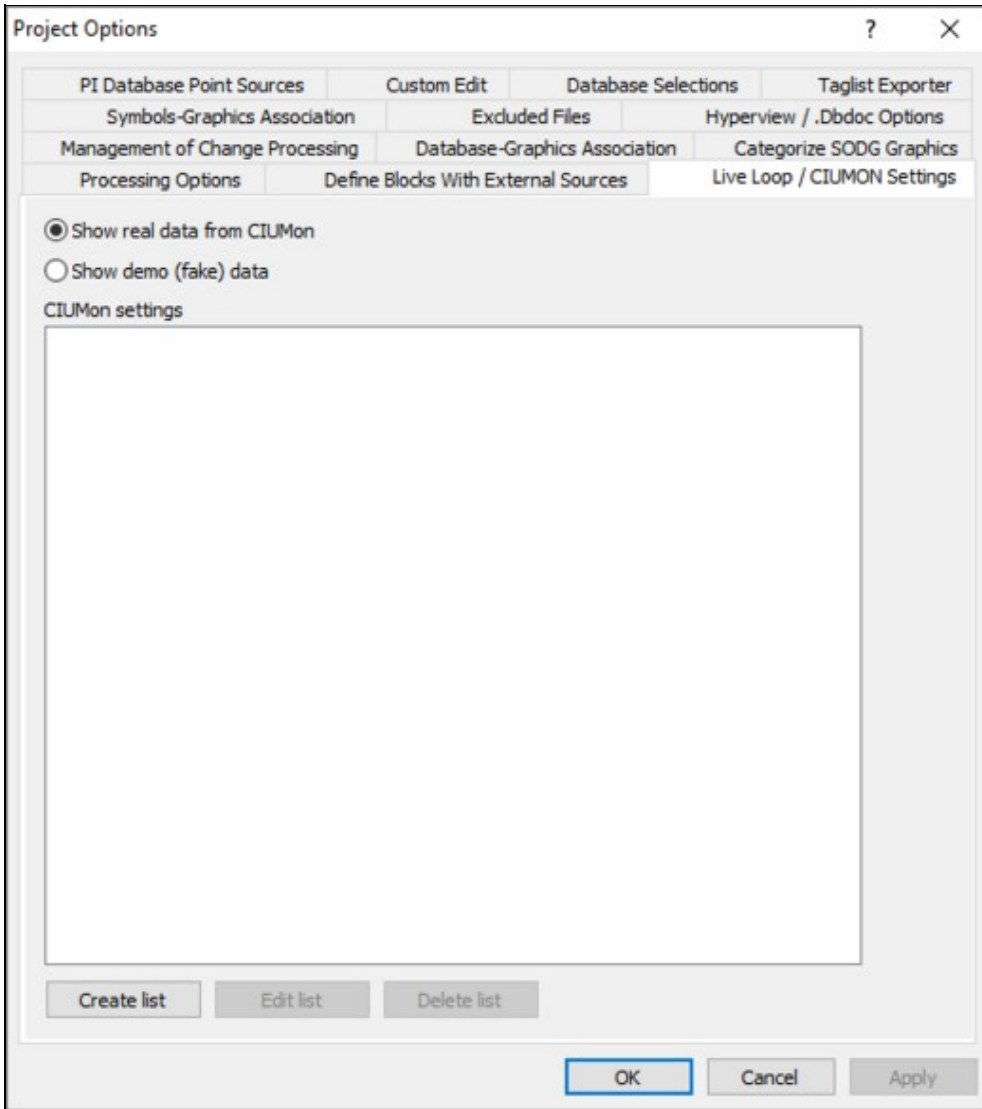 Project Options ? ×
PI Database Point Sources Custom Edit Database Selections Taglist Exporter
Symbols-Graphics Association Excluded Files Hyperview / .Dbdoc Options
Management of Change Processing Database-Graphics Association Categorize SODG Graphics
Processing Options Define Blocks With External Sources Live Loop / CIUMON Settings
Show real data from CIUMon
Show demo (fake) data
CIUMon settings
Create list Edit list Delete list
OK Cancel Apply